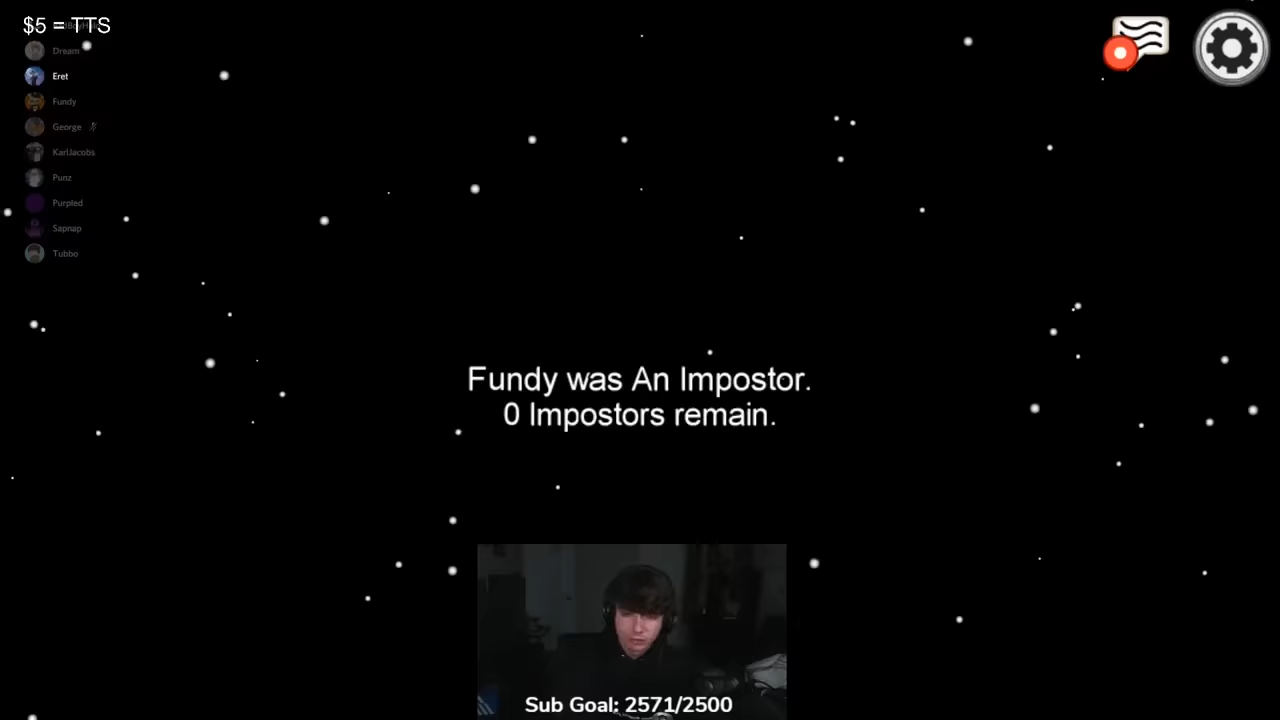 $5 = TTS
Dream
Eret
Fundy
George
KarlJacobs
Punz
Purpled
Sapnap
Tubbo
Fundy was An Impostor.
0 Impostors remain.
Sub Goal: 2571/2500